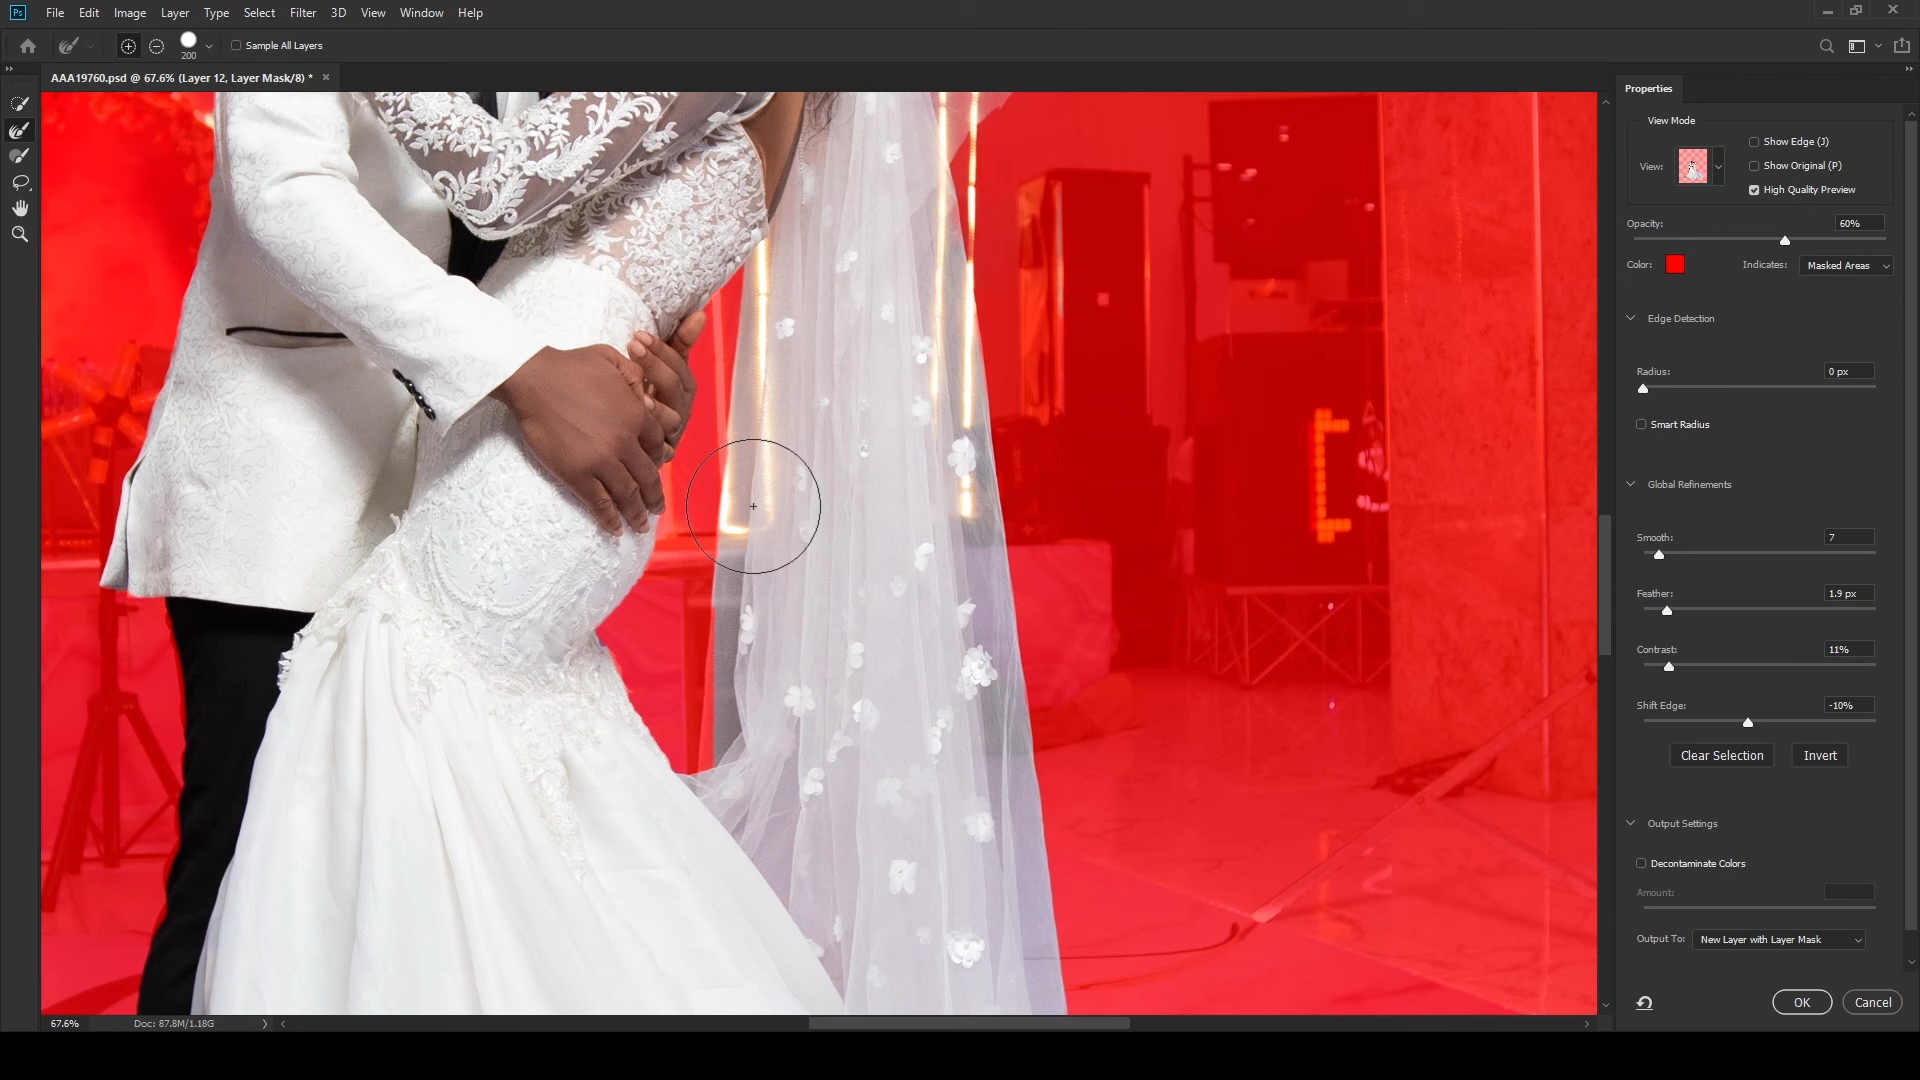 Ps File Edit Image Layer Type Select Filter 3D View Window Help
200 Sample All Layers
AAA19760.psd @ 67.6% (Layer 12, Layer Mask/8) *
Properties
View Mode
View:
Show Edge (J)
Show Original (P)
High Quality Preview
Opacity: 60%
Color: Indicates: Masked Areas
Edge Detection
Radius: 0 px
Smart Radius
Global Refinements
Smooth: 7
Feather: 1.9 px
Contrast: 11%
Shift Edge: -10%
Clear Selection Invert
Output Settings
Decontaminate Colors
Amount:
Output To: New Layer with Layer Mask
OK Cancel
67.6% Doc: 87.8M/1.18G